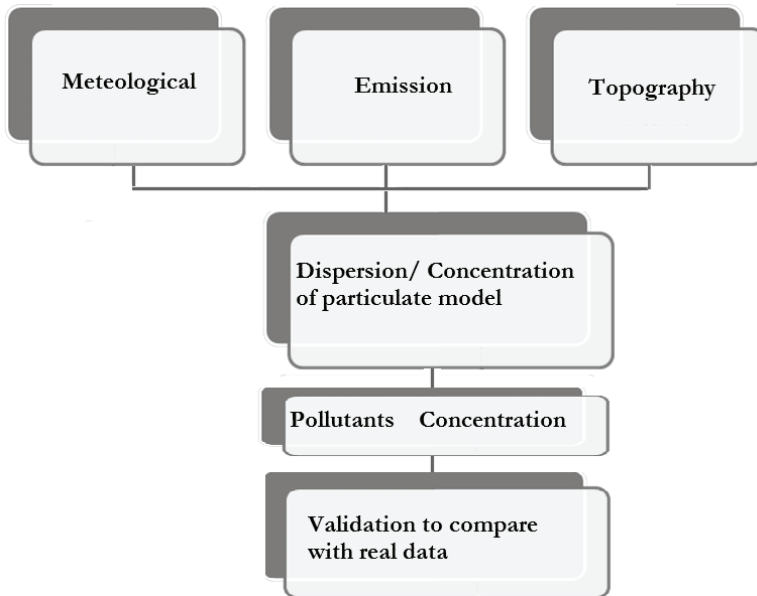 Meteological
Emission
Topography
Dispersion/ Concentration
of particulate model
Pollutants Concentration
Validation to compare
with real data